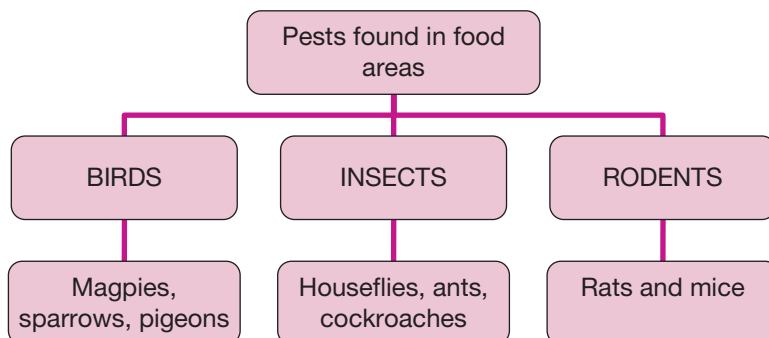 Pests found in food
areas
BIRDS
INSECTS
RODENTS
Magpies,
sparrows, pigeons
Houseflies, ants,
cockroaches
Rats and mice